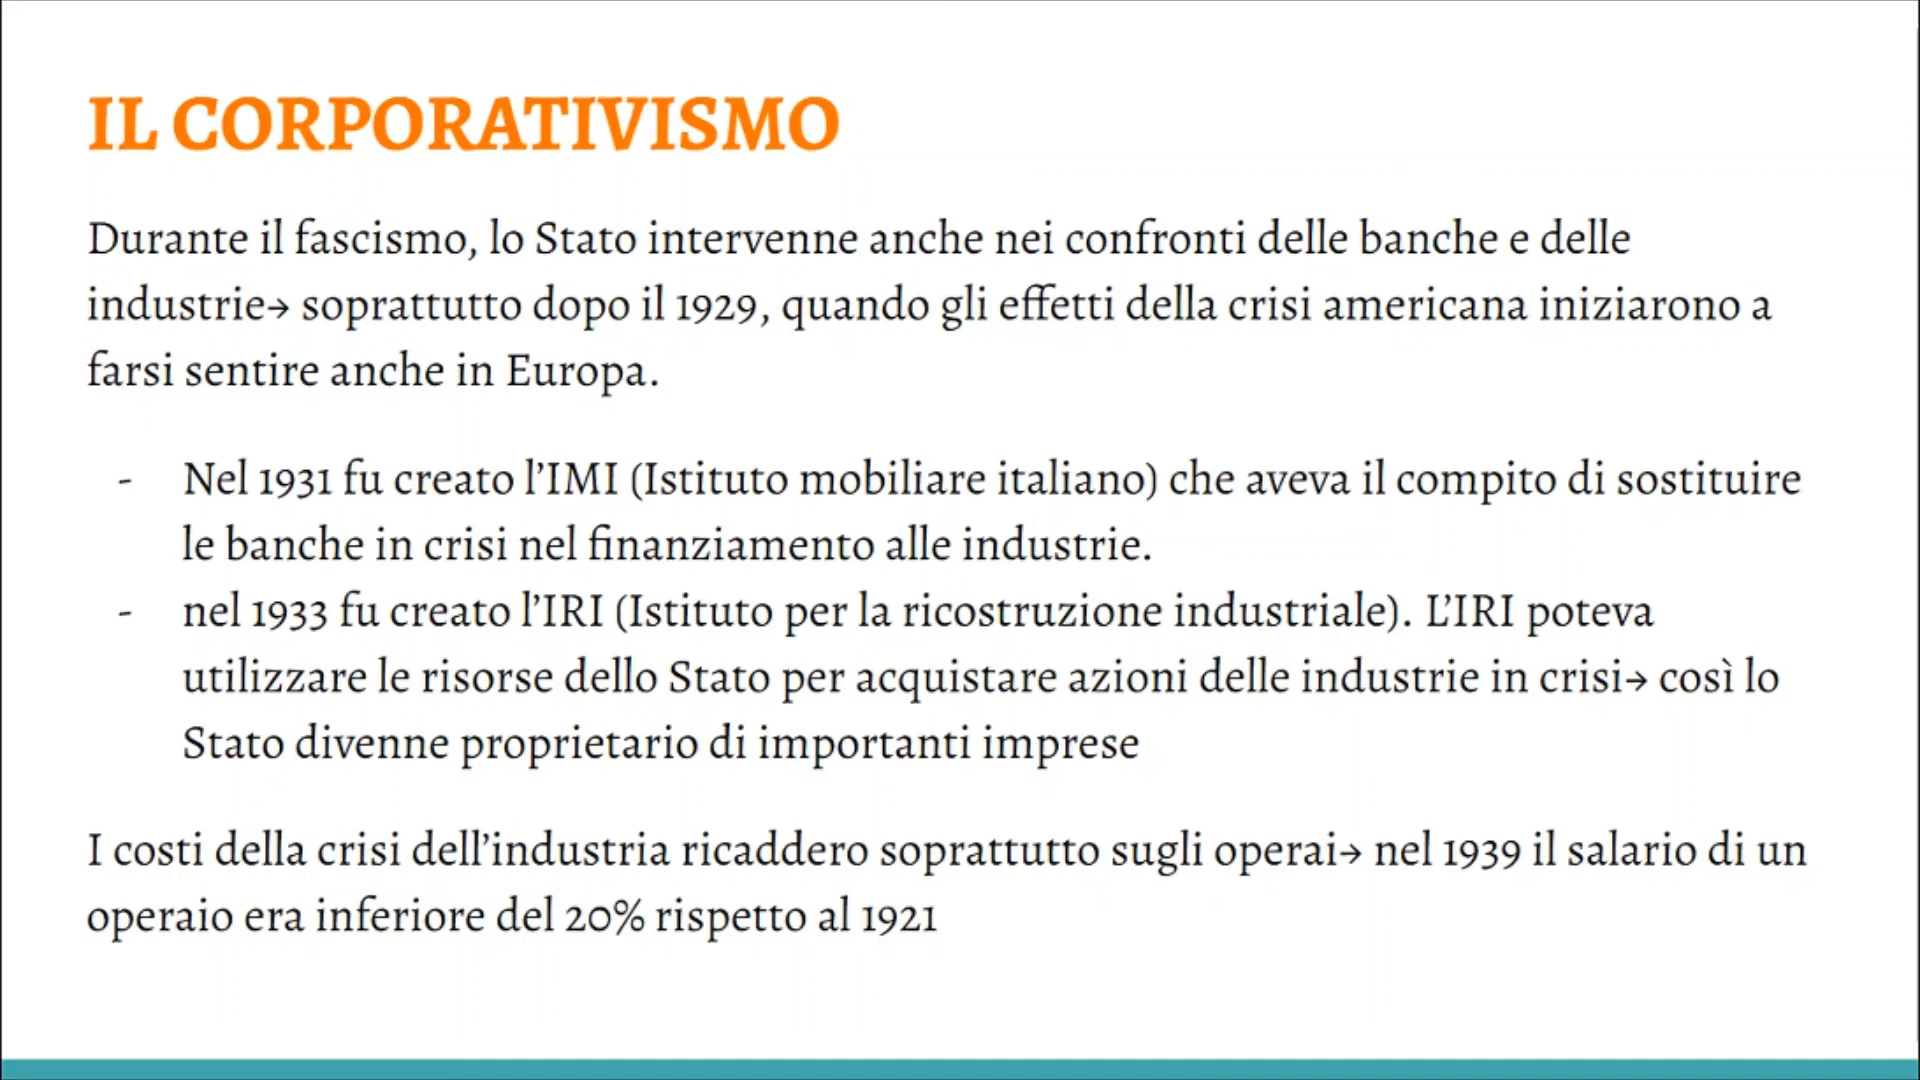 IL CORPORATIVISMO
Durante il fascismo, lo Stato intervenne anche nei confronti delle banche e delle
industrie→ soprattutto dopo il 1929, quando gli effetti della crisi americana iniziarono a
farsi sentire anche in Europa.
- Nel 1931 fu creato l’IMI (Istituto mobiliare italiano) che aveva il compito di sostituire
le banche in crisi nel finanziamento alle industrie.
- nel 1933 fu creato l’IRI (Istituto per la ricostruzione industriale). L’IRI poteva
utilizzare le risorse dello Stato per acquistare azioni delle industrie in crisi→ così lo
Stato divenne proprietario di importanti imprese
I costi della crisi dell’industria ricaddero soprattutto sugli operai→ nel 1939 il salario di un
operaio era inferiore del 20% rispetto al 1921